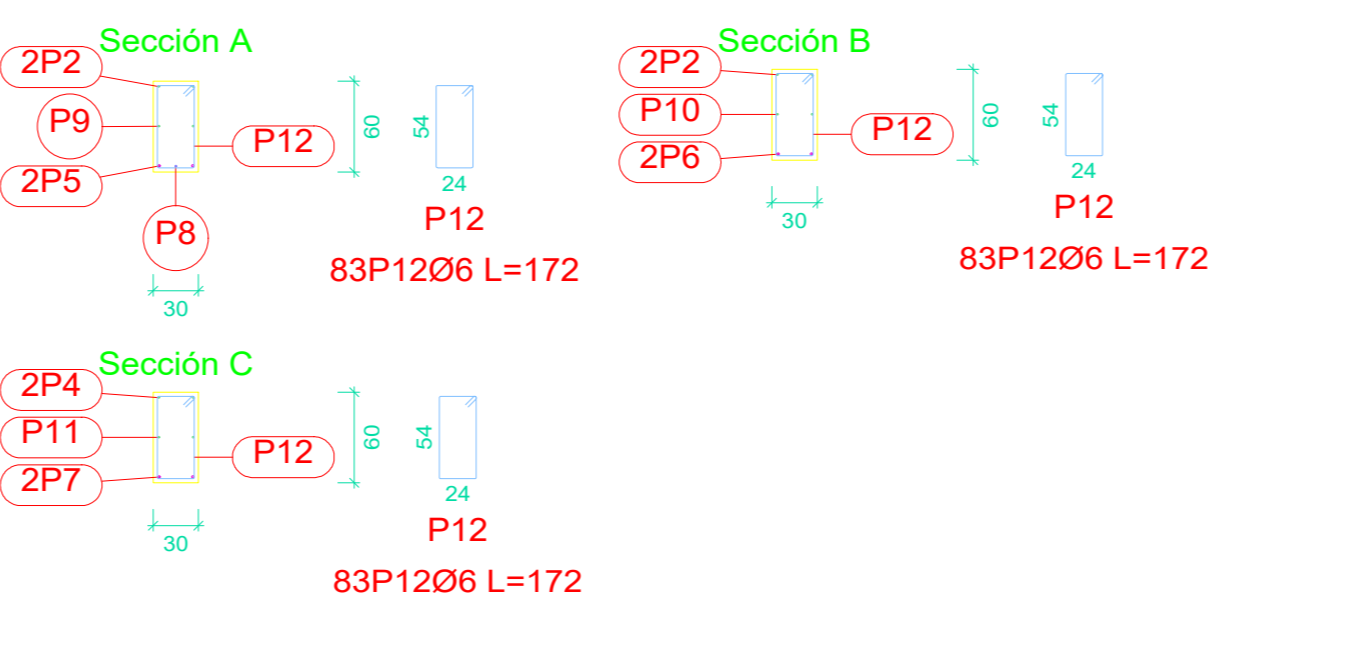 Sección A
2P2
P9
2P5
P8
P12
60
30
54
24
P12
83P12Ø6 L=172
Sección B
2P2
P10
2P6
P12
60
30
54
24
P12
83P12Ø6 L=172
Sección C
2P4
P11
2P7
P12
60
30
54
24
P12
83P12Ø6 L=172